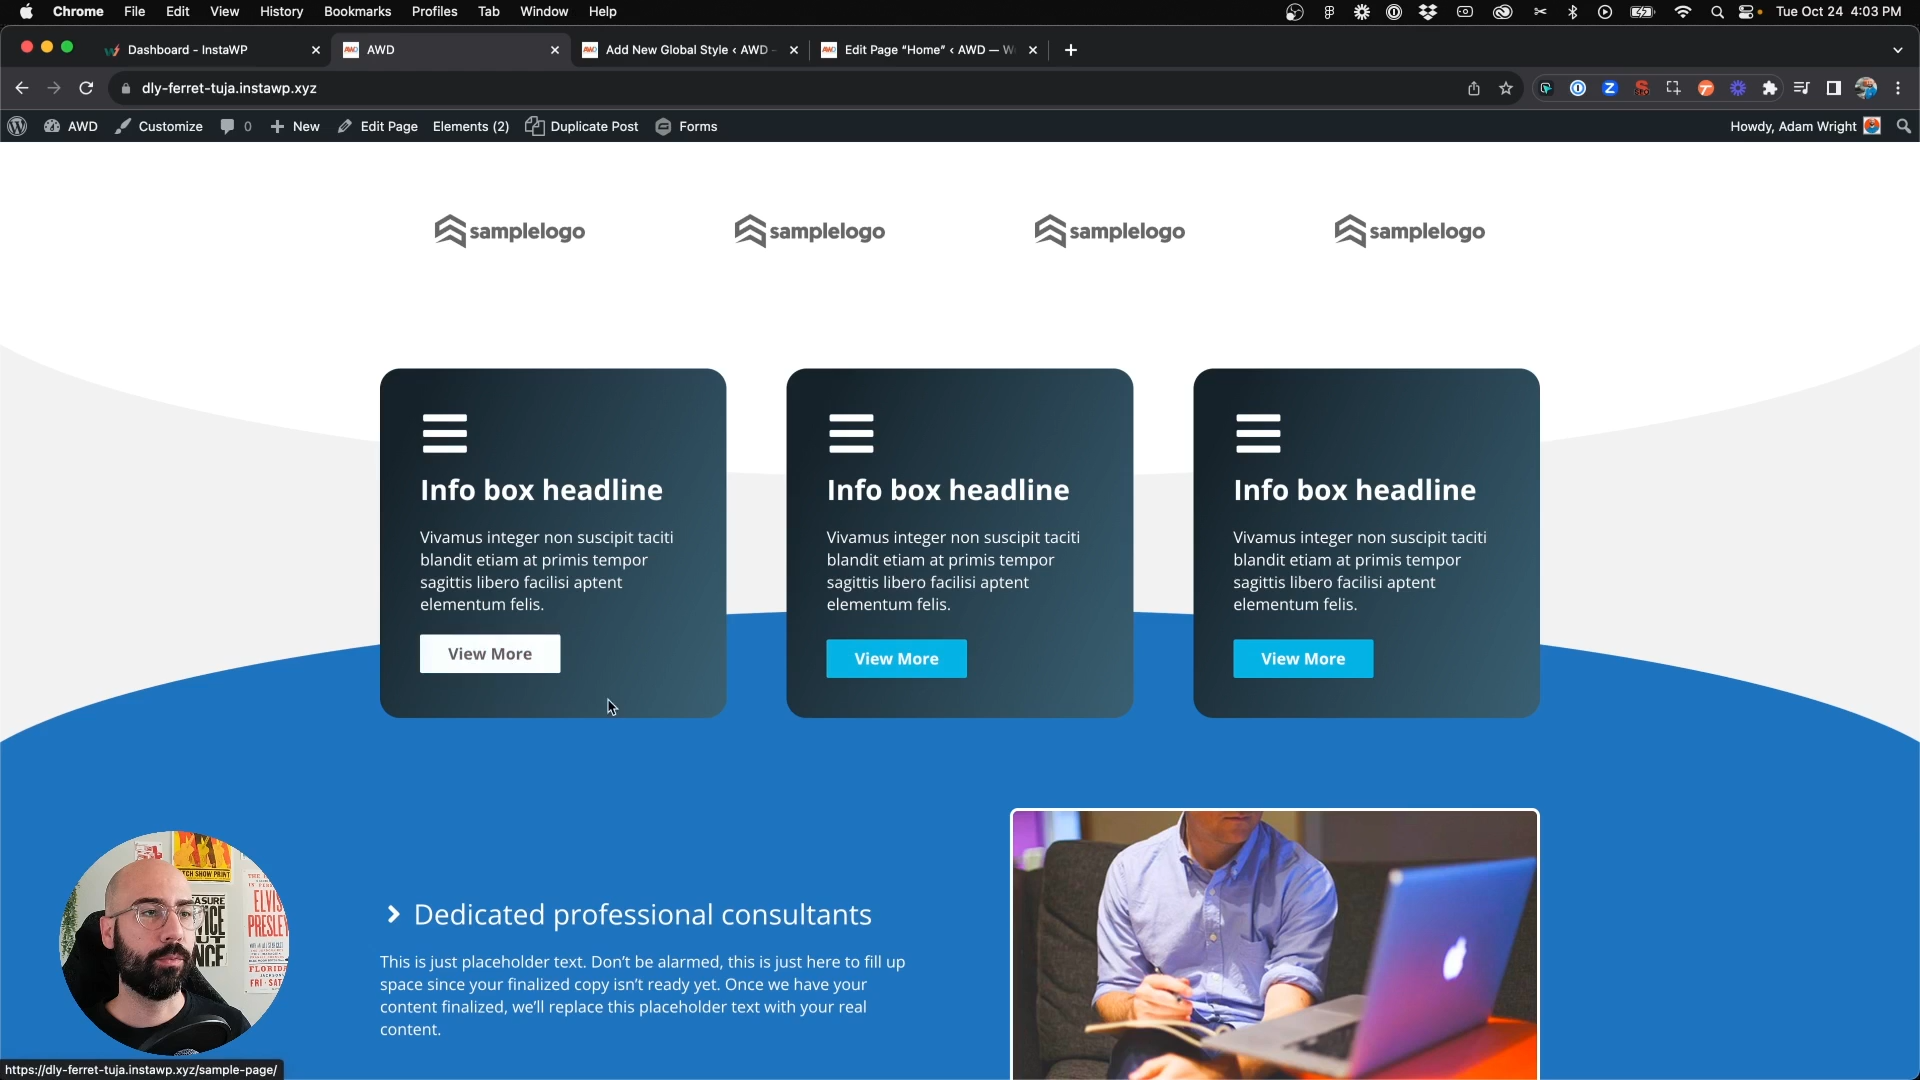 Chrome File Edit View History Bookmarks Profiles Tab Window Help Tue Oct 24 4:03 PM
Dashboard - InstaWP AWD Add New Global Style ‹ AWD - Edit Page “Home” ‹ AWD — W
dly-ferret-tuja.instawp.xyz
AWD Customize 0 New Edit Page Elements (2) Duplicate Post Forms Howdy, Adam Wright
samplelogo samplelogo samplelogo samplelogo
Info box headline
Vivamus integer non suscipit taciti
blandit etiam at primis tempor
sagittis libero facilisi aptent
elementum felis.
View More
Info box headline
Vivamus integer non suscipit taciti
blandit etiam at primis tempor
sagittis libero facilisi aptent
elementum felis.
View More
Info box headline
Vivamus integer non suscipit taciti
blandit etiam at primis tempor
sagittis libero facilisi aptent
elementum felis.
View More
Dedicated professional consultants
This is just placeholder text. Don’t be alarmed, this is just here to fill up
space since your finalized copy isn’t ready yet. Once we have your
content finalized, we’ll replace this placeholder text with your real
content.
ELVIS
PRESLEY
FLORIDA
https://dly-ferret-tuja.instawp.xyz/sample-page/